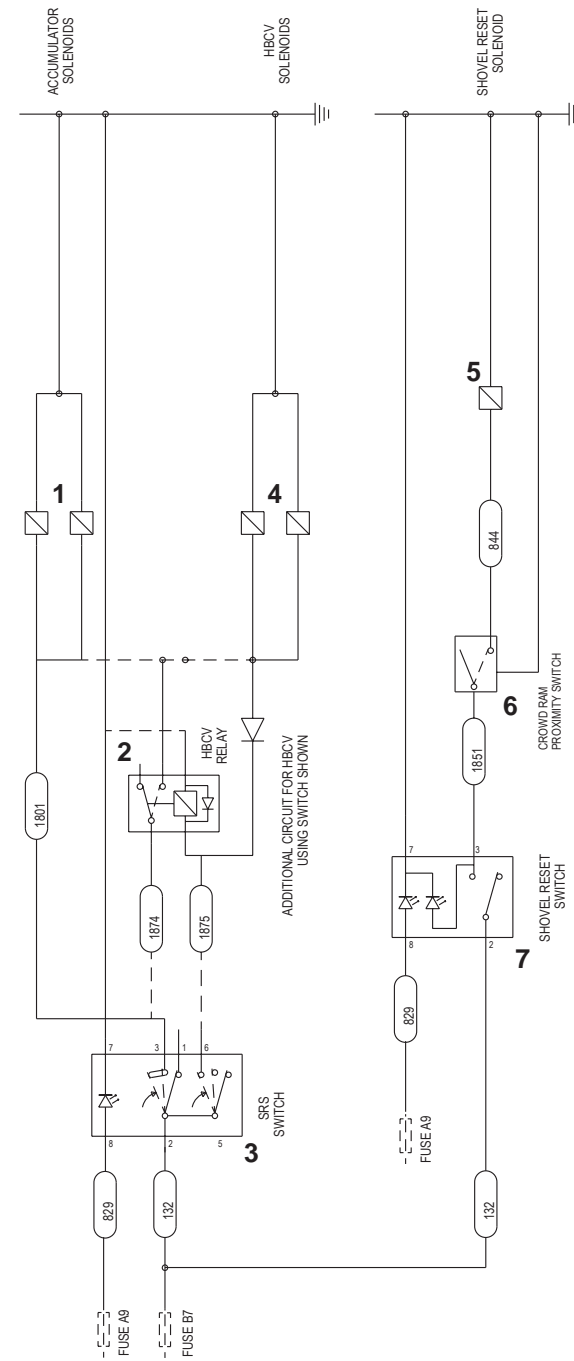 ACCUMULATOR
SOLENOIDS
HBCV
SOLENOIDS
SHOVEL RESET
SOLENOID
1
4
5
844
2
HBCV
RELAY
6
CROWD RAM
PROXIMITY SWITCH
ADDITIONAL CIRCUIT FOR HBCV
USING SWITCH SHOWN
1801
1874
1875
1851
7
3
1
6
8
2
5
SRS
SWITCH
3
7
3
8
2
SHOVEL RESET
SWITCH
7
829
132
829
132
FUSE A9
FUSE B7
FUSE A9